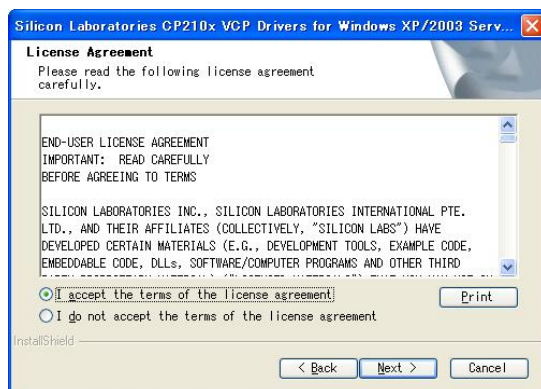 Silicon Laboratories CP210x VCP Drivers for Windows XP/2003 Serv...
License Agreement
Please read the following license agreement
carefully.
END-USER LICENSE AGREEMENT
IMPORTANT: READ CAREFULLY
BEFORE AGREEING TO TERMS
SILICON LABORATORIES INC., SILICON LABORATORIES INTERNATIONAL PTE.
LTD., AND THEIR AFFILIATES (COLLECTIVELY, "SILICON LABS") HAVE
DEVELOPED CERTAIN MATERIALS (E.G., DEVELOPMENT TOOLS, EXAMPLE CODE,
EMBEDDABLE CODE, DLLs, SOFTWARE/COMPUTER PROGRAMS AND OTHER THIRD
I accept the terms of the license agreement
Print
I do not accept the terms of the license agreement
InstallShield
< Back
Next >
Cancel